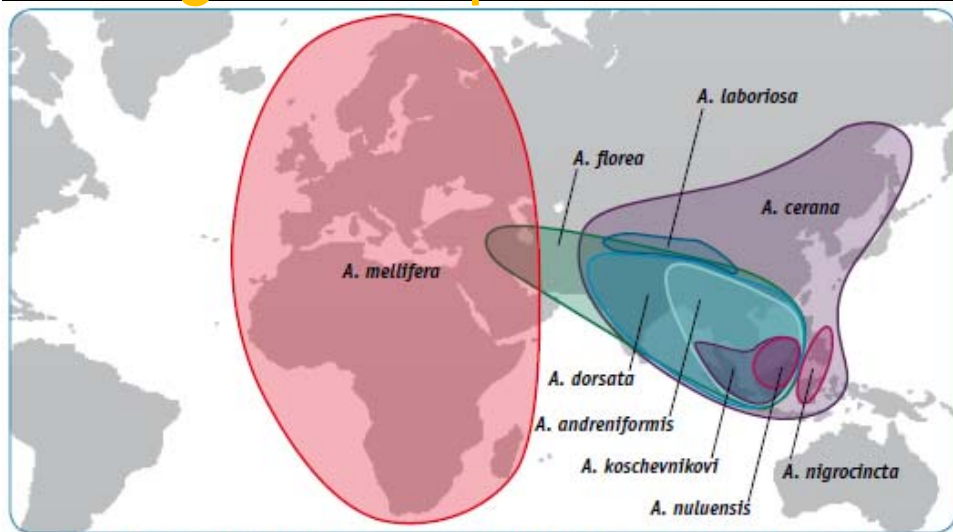 A. laboriosa
A. florea
A. cerana
A. mellifera
A. dorsata
A. andreniformis
A. koschevnikovi
A. nigrocincta
A. nuluensis